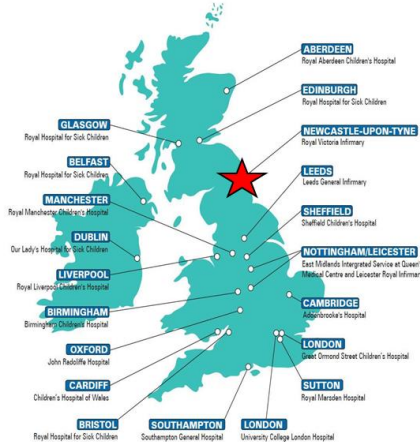 ABERDEEN
Royal Aberdeen Children's Hospital
EDINBURGH
Royal Hospital for Sick Children
GLASGOW
Royal Hospital for Sick Children
NEWCASTLE-UPON-TYNE
Royal Victoria Infirmary
BELFAST
Royal Hospital for Sick Children
LEEDS
Leeds General Infirmary
MANCHESTER
Royal Manchester Children's Hospital
SHEFFIELD
Sheffield Children's Hospital
DUBLIN
Our Lady's Hospital for Sick Children
NOTTINGHAM/LEICESTER
East Midlands Intergrated Service at Queen
Medical Centre and Leicester Royal Infirmar
LIVERPOOL
Royal Liverpool Children's Hospital
CAMBRIDGE
Addenbrooke's Hospital
BIRMINGHAM
Birmingham Children's Hospital
LONDON
Great Ormond Street Children's Hospital
OXFORD
John Radcliffe Hospital
SUTTON
Royal Marsden Hospital
CARDIFF
Children's Hospital of Wales
BRISTOL
Royal Hospital for Sick Children
SOUTHAMPTON
Southampton General Hospital
LONDON
University College London Hospital